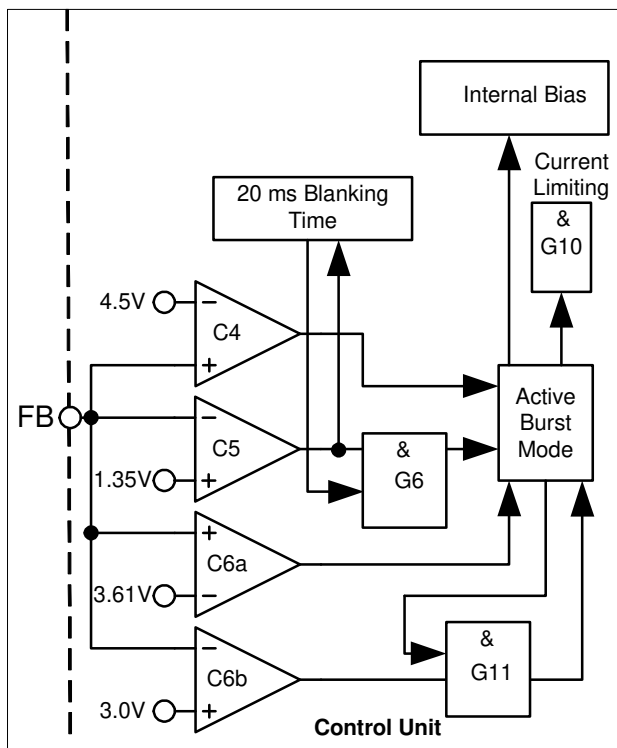 Internal Bias
Current
Limiting
20 ms Blanking
Time
&
G10
4.5V
−
C4
+
FB
−
C5
+
1.35V
&
G6
Active
Burst
Mode
+
C6a
−
3.61V
−
C6b
+
3.0V
&
G11
Control Unit